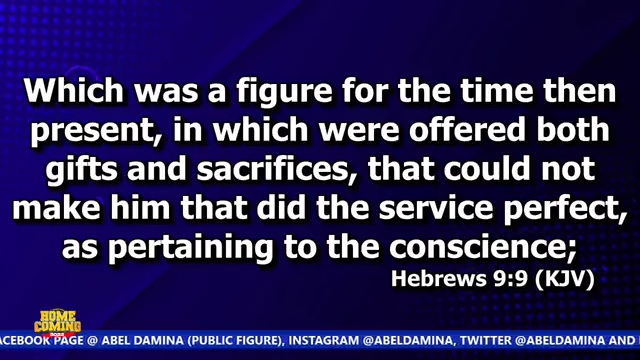 Which was a figure for the time then
present, in which were offered both
gifts and sacrifices, that could not
make him that did the service perfect,
as pertaining to the conscience;
Hebrews 9:9 (KJV)
HOME
COMING
2022
ACEBOOK PAGE @ ABEL DAMINA (PUBLIC FIGURE), INSTAGRAM @ABELDAMINA, TWITTER @ABELDAMINA AND